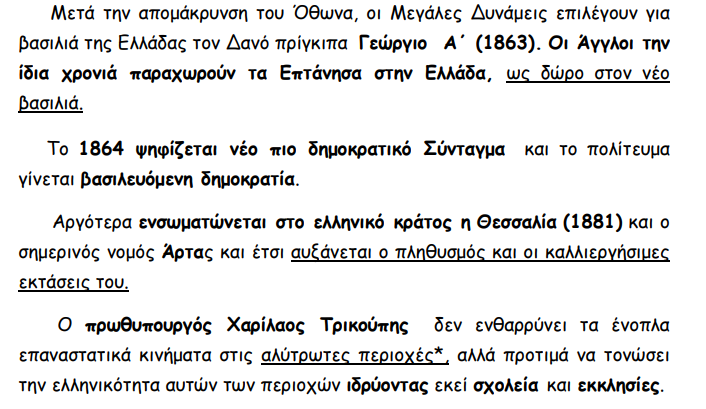 Μετά την απομάκρυνση του Όθωνα, οι Μεγάλες Δυνάμεις επιλέγουν για
βασιλιά της Ελλάδας τον Δανό πρίγκιπα Γεώργιο Α΄ (1863). Οι Άγγλοι την
ίδια χρονιά παραχωρούν τα Επτάνησα στην Ελλάδα, ως δώρο στον νέο
βασιλιά.
Το 1864 ψηφίζεται νέο πιο δημοκρατικό Σύνταγμα και το πολίτευμα
γίνεται βασιλευόμενη δημοκρατία.
Αργότερα ενσωματώνεται στο ελληνικό κράτος η Θεσσαλία (1881) και ο
σημερινός νομός Άρτας και έτσι αυξάνεται ο πληθυσμός και οι καλλιεργήσιμες
εκτάσεις του.
Ο πρωθυπουργός Χαρίλαος Τρικούπης δεν ενθαρρύνει τα ένοπλα
επαναστατικά κινήματα στις αλύτρωτες περιοχές*, αλλά προτιμά να τονώσει
την ελληνικότητα αυτών των περιοχών ιδρύοντας εκεί σχολεία και εκκλησίες.